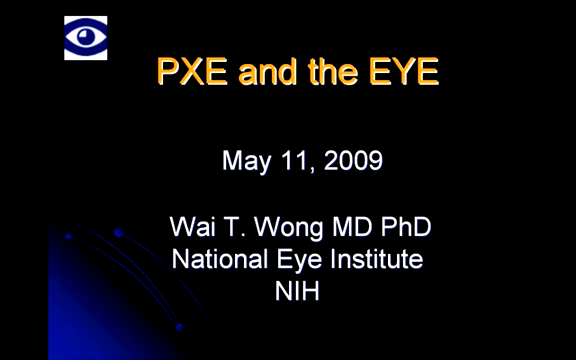 PXE and the EYE
May 11, 2009
Wai T. Wong MD PhD
National Eye Institute
NIH